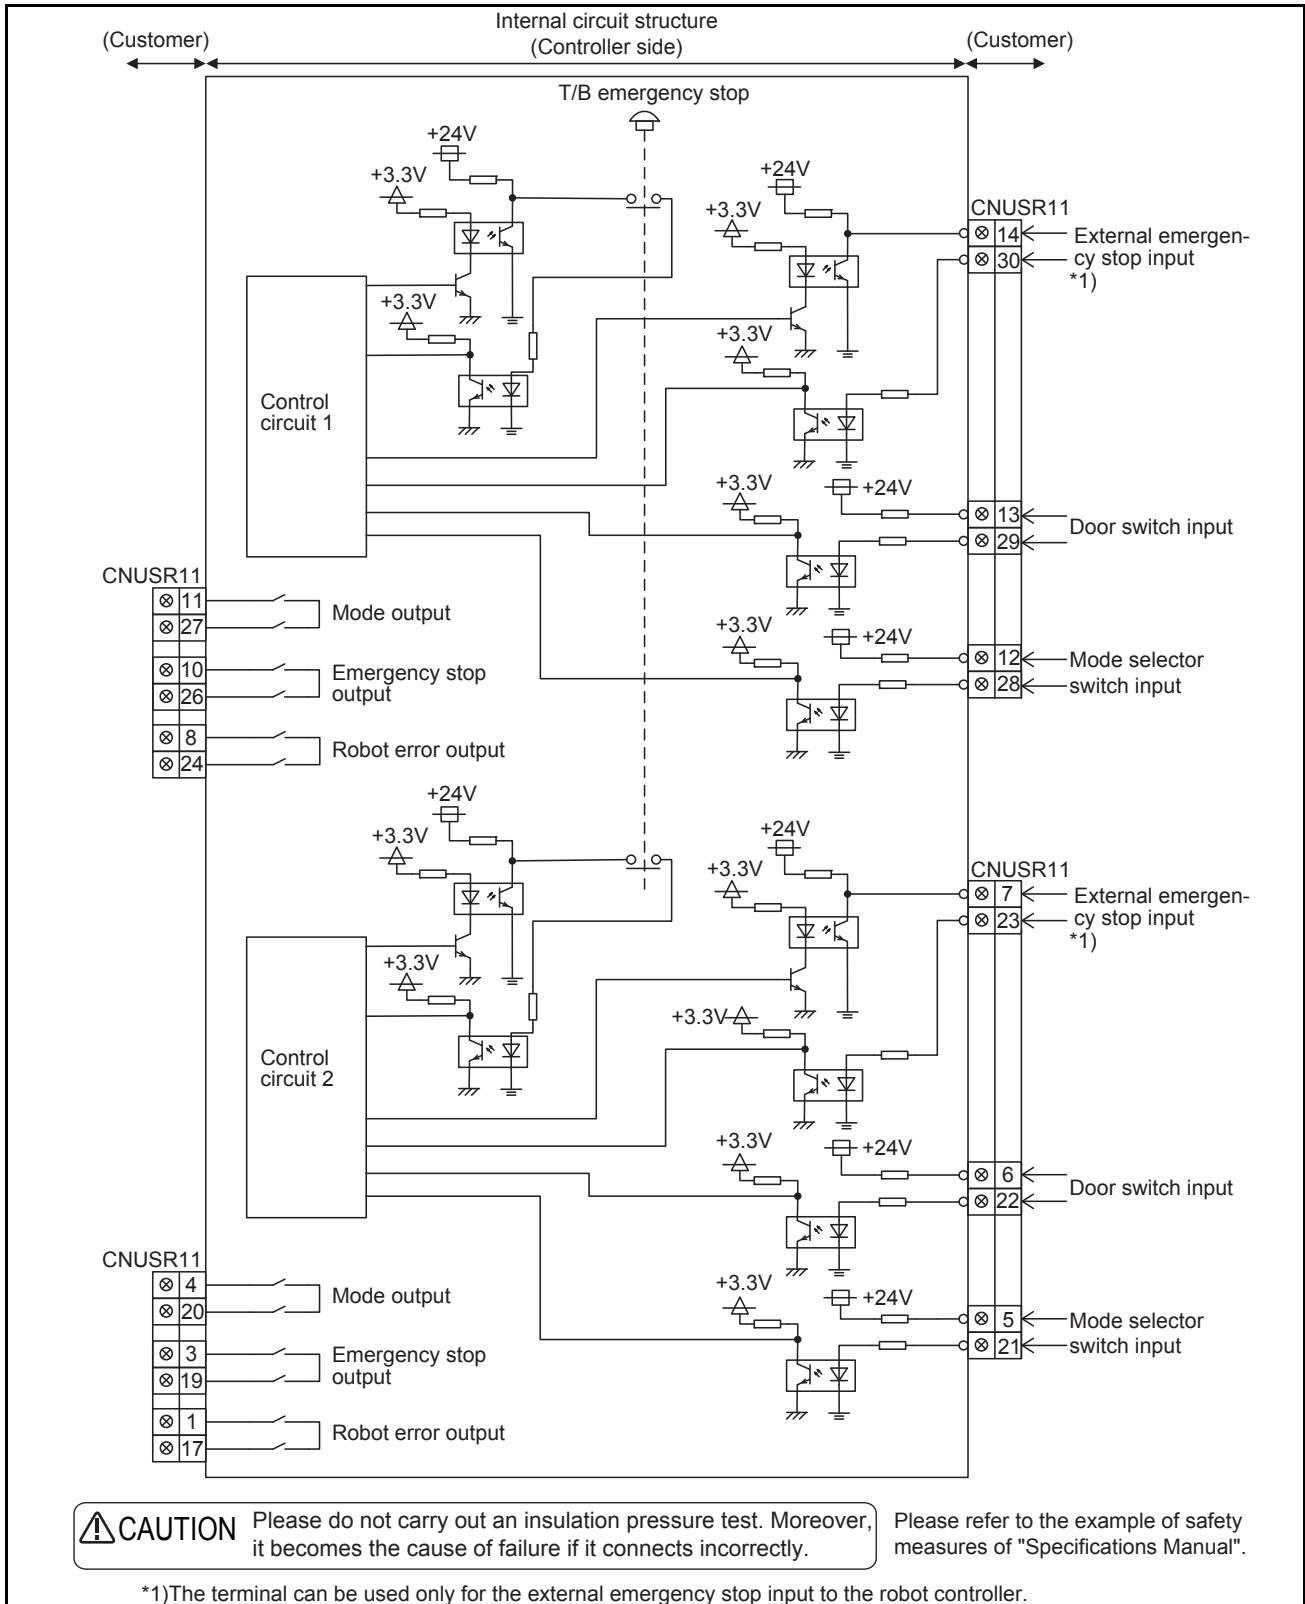 Internal circuit structure
(Controller side)
(Customer)
(Customer)
T/B emergency stop
+24V
+3.3V
+3.3V
Control
circuit 1
+24V
+3.3V
+3.3V
CNUSR11
14
30
External emergen-
cy stop input
*1)
+3.3V
+24V
13
29
Door switch input
+3.3V
+24V
12
28
Mode selector
switch input
CNUSR11
11
27
Mode output
10
26
Emergency stop
output
8
24
Robot error output
+24V
+3.3V
+3.3V
Control
circuit 2
+24V
+3.3V
+3.3V
CNUSR11
7
23
External emergen-
cy stop input
*1)
+3.3V
+24V
6
22
Door switch input
+3.3V
+24V
5
21
Mode selector
switch input
CNUSR11
4
20
Mode output
3
19
Emergency stop
output
1
17
Robot error output
CAUTION
Please do not carry out an insulation pressure test. Moreover,
it becomes the cause of failure if it connects incorrectly.
Please refer to the example of safety
measures of "Specifications Manual".
*1)The terminal can be used only for the external emergency stop input to the robot controller.